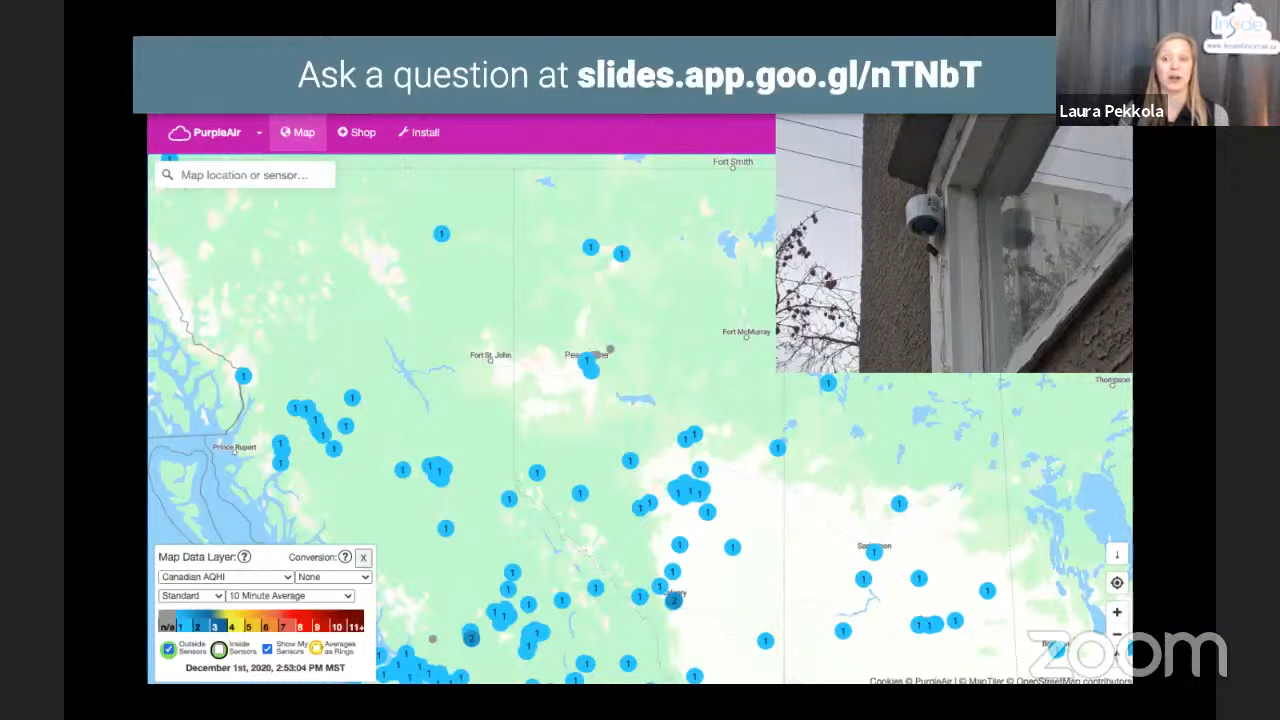 Ask a question at slides.app.goo.gl/nTNbT
Inside
Laura Pekkola
PurpleAir
Map
Shop
Install
Map location or sensor...
Fort Smith
Fort McMurray
Fort St. John
Thompson
Prince Rupert
Map Data Layer: ?
Conversion: ?
X
Canadian AQHI
None
Standard
10 Minute Average
n/a 1 2 3 4 5 6 7 8 9 10 11+
Outside Sensors
Inside Sensors
Show My Sensors
Averages as Rings
December 1st, 2020, 2:53:04 PM MST
Cookies © PurpleAir | © MapTiler © OpenStreetMap contributors
zoom